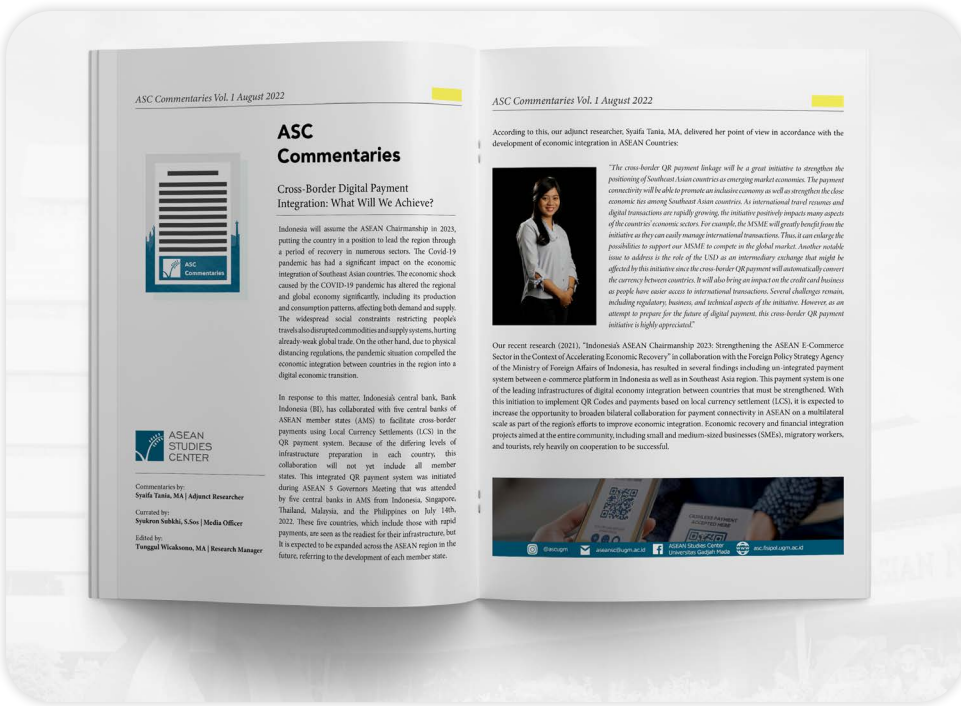 ASC Commentaries Vol. 1 August 2022
ASC
Commentaries
Cross-Border Digital Payment
Integration: What Will We Achieve?
Indonesia will assume the ASEAN Chairmanship in 2023,
putting the country in a position to lead the region through
a period of recovery in numerous sectors. The Covid-19
pandemic has had a significant impact on the economic
integration of Southeast Asian countries. The economic shock
caused by the COVID-19 pandemic has altered the regional
and global economy significantly, including its production
and consumption patterns, affecting both demand and supply.
The widespread social constraints restricting people's
travels also disrupted commodities and supply systems, hurting
already-weak global trade. On the other hand, due to physical
distancing regulations, the pandemic situation compelled the
economic integration between countries in the region into a
digital economic transition.
In response to this matter, Indonesia's central bank, Bank
Indonesia (BI), has collaborated with five central banks of
ASEAN member states (AMS) to facilitate cross-border
payments using Local Currency Settlements (LCS) in the
QR payment system. Because of the differing levels of
infrastructure preparation in each country, this
collaboration will not yet include all member
states. This integrated QR payment system was initiated
during ASEAN 5 Governors Meeting that was attended
by five central banks in AMS from Indonesia, Singapore,
Thailand, Malaysia, and the Philippines on July 14th,
2022. These five countries, which include those with rapid
payments, are seen as the readiest for their infrastructure, but
It is expected to be expanded across the ASEAN region in the
future, referring to the development of each member state.
ASC
Commentaries
ASEAN
STUDIES
CENTER
Commentaries by:
Syaifa Tania, MA | Adjunct Researcher
Currated by:
Syukron Subkhi, S.Sos | Media Officer
Edited by:
Tunggul Wicaksono, MA | Research Manager
ASC Commentaries Vol. 1 August 2022
According to this, our adjunct researcher, Syaifa Tania, MA, delivered her point of view in accordance with the
development of economic integration in ASEAN Countries:
"The cross-border QR payment linkage will be a great initiative to strengthen the
positioning of Southeast Asian countries as emerging market economies. The payment
connectivity will be able to promote an inclusive economy as well as strengthen the close
economic ties among Southeast Asian countries. As international travel resumes and
digital transactions are rapidly growing, the initiative positively impacts many aspects
of the countries' economic sectors. For example, the MSME will greatly benefit from the
initiative as they can easily manage international transactions. Thus, it can enlarge the
possibilities to support our MSME to compete in the global market. Another notable
issue to address is the role of the USD as an intermediary exchange that might be
affected by this initiative since the cross-border QR payment will automatically convert
the currency between countries. It will also bring an impact on the credit card business
as people have easier access to international transactions. Several challenges remain,
including regulatory, business, and technical aspects of the initiative. However, as an
attempt to prepare for the future of digital payment, this cross-border QR payment
initiative is highly appreciated."
Our recent research (2021), "Indonesia's ASEAN Chairmanship 2023: Strengthening the ASEAN E-Commerce
Sector in the Context of Accelerating Economic Recovery" in collaboration with the Foreign Policy Strategy Agency
of the Ministry of Foreign Affairs of Indonesia, has resulted in several findings including un-integrated payment
system between e-commerce platform in Indonesia as well as in Southeast Asia region. This payment system is one
of the leading infrastructures of digital economy integration between countries that must be strengthened. With
this initiation to implement QR Codes and payments based on local currency settlement (LCS), it is expected to
increase the opportunity to broaden bilateral collaboration for payment connectivity in ASEAN on a multilateral
scale as part of the region's efforts to improve economic integration. Economic recovery and financial integration
projects aimed at the entire community, including small and medium-sized businesses (SMEs), migratory workers,
and tourists, rely heavily on cooperation to be successful.
CASHLESS PAYMENT
ACCEPTED HERE
@ascugm
aseansc@ugm.ac.id
ASEAN Studies Center
Universitas Gadjah Mada
asc.fisipol.ugm.ac.id